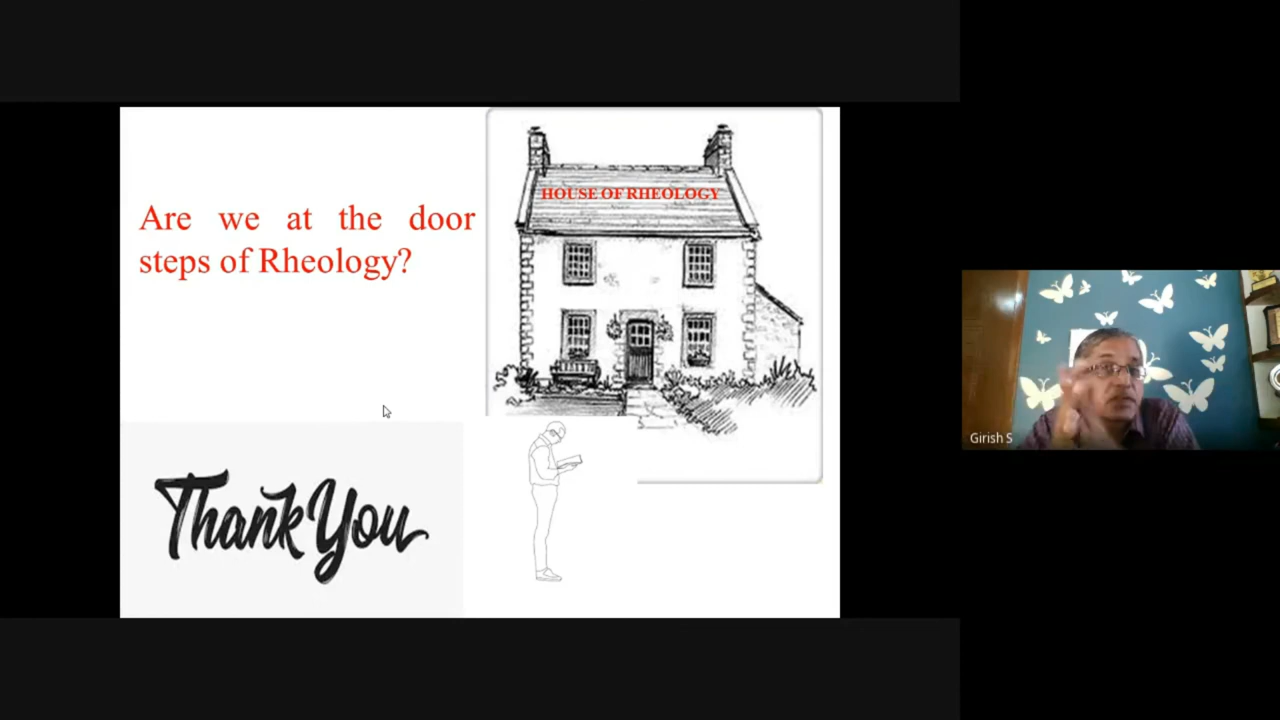 HOUSE OF RHEOLOGY
Are we at the door
steps of Rheology?
Thank You
Girish S